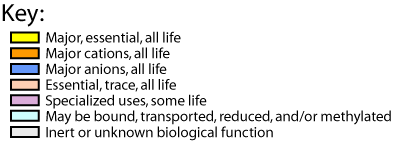 Key:
Major, essential, all life
Major cations, all life
Major anions, all life
Essential, trace, all life
Specialized uses, some life
May be bound, transported, reduced, and/or methylated
Inert or unknown biological function